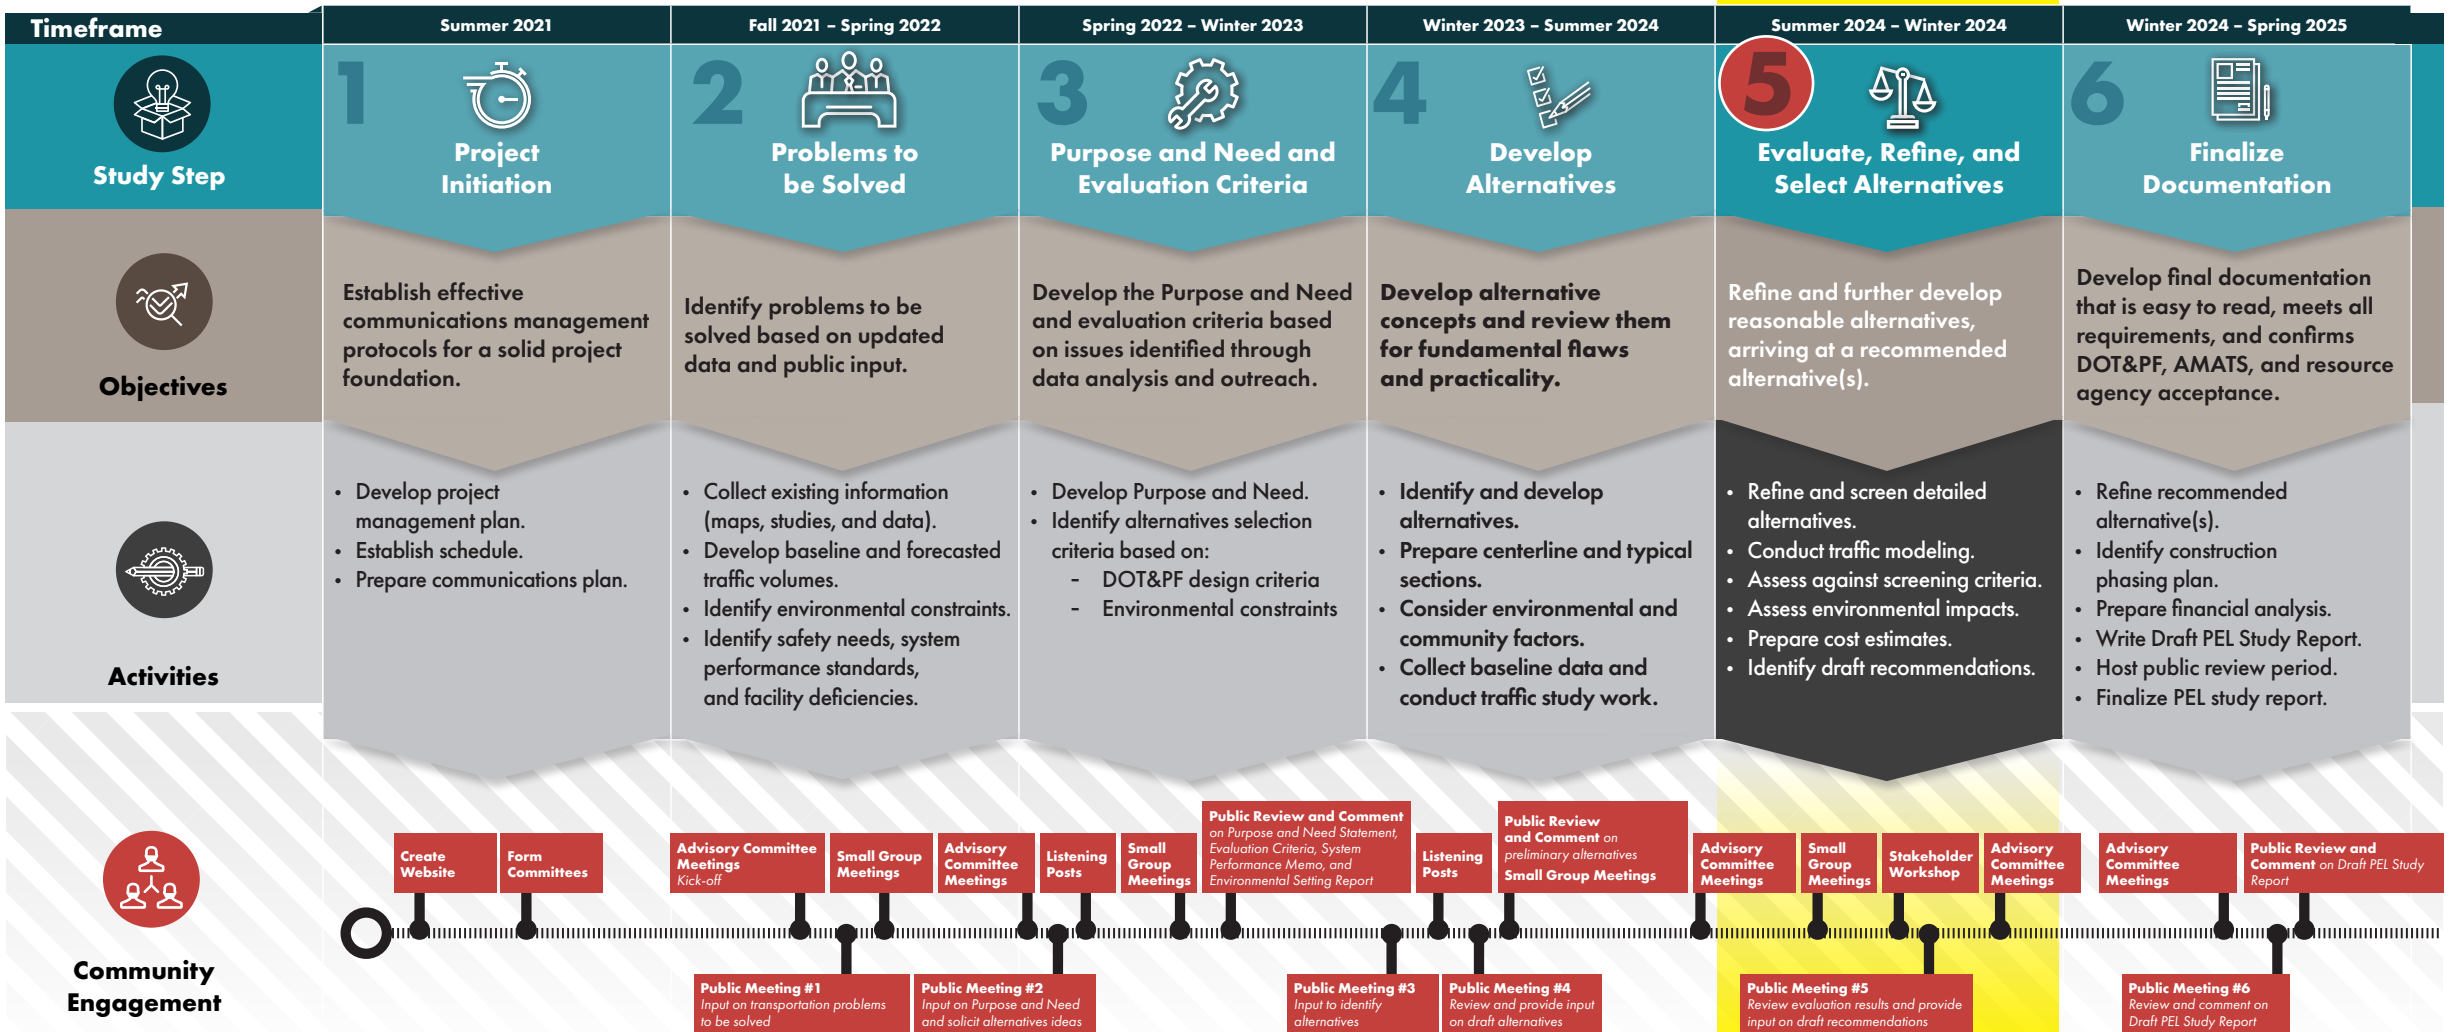 Timeframe
Summer 2021
Fall 2021 – Spring 2022
Spring 2022 – Winter 2023
Winter 2023 – Summer 2024
Summer 2024 – Winter 2024
Winter 2024 – Spring 2025
Study Step
1
Project
Initiation
2
Problems to
be Solved
3
Purpose and Need and
Evaluation Criteria
4
Develop
Alternatives
5
Evaluate, Refine, and
Select Alternatives
6
Finalize
Documentation
Objectives
Establish effective
communications management
protocols for a solid project
foundation.
Identify problems to be
solved based on updated
data and public input.
Develop the Purpose and Need
and evaluation criteria based
on issues identified through
data analysis and outreach.
Develop alternative
concepts and review them
for fundamental flaws
and practicality.
Refine and further develop
reasonable alternatives,
arriving at a recommended
alternative(s).
Develop final documentation
that is easy to read, meets all
requirements, and confirms
DOT&PF, AMATS, and resource
agency acceptance.
Activities
• Develop project
management plan.
• Establish schedule.
• Prepare communications plan.
• Collect existing information
(maps, studies, and data).
• Develop baseline and forecasted
traffic volumes.
• Identify environmental constraints.
• Identify safety needs, system
performance standards,
and facility deficiencies.
• Develop Purpose and Need.
• Identify alternatives selection
criteria based on:
- DOT&PF design criteria
- Environmental constraints
• Identify and develop
alternatives.
• Prepare centerline and typical
sections.
• Consider environmental and
community factors.
• Collect baseline data and
conduct traffic study work.
• Refine and screen detailed
alternatives.
• Conduct traffic modeling.
• Assess against screening criteria.
• Assess environmental impacts.
• Prepare cost estimates.
• Identify draft recommendations.
• Refine recommended
alternative(s).
• Identify construction
phasing plan.
• Prepare financial analysis.
• Write Draft PEL Study Report.
• Host public review period.
• Finalize PEL study report.
Community
Engagement
Create
Website
Form
Committees
Advisory Committee
Meetings
Kick-off
Small Group
Meetings
Advisory
Committee
Meetings
Listening
Posts
Small
Group
Meetings
Public Review and Comment
on Purpose and Need Statement,
Evaluation Criteria, System
Performance Memo, and
Environmental Setting Report
Listening
Posts
Public Review
and Comment on
preliminary alternatives
Small Group Meetings
Advisory
Committee
Meetings
Small
Group
Meetings
Stakeholder
Workshop
Advisory
Committee
Meetings
Advisory
Committee
Meetings
Public Review and
Comment on Draft PEL Study
Report
Public Meeting #1
Input on transportation problems
to be solved
Public Meeting #2
Input on Purpose and Need
and solicit alternatives ideas
Public Meeting #3
Input to identify
alternatives
Public Meeting #4
Review and provide input
on draft alternatives
Public Meeting #5
Review evaluation results and provide
input on draft recommendations
Public Meeting #6
Review and comment on
Draft PEL Study Report